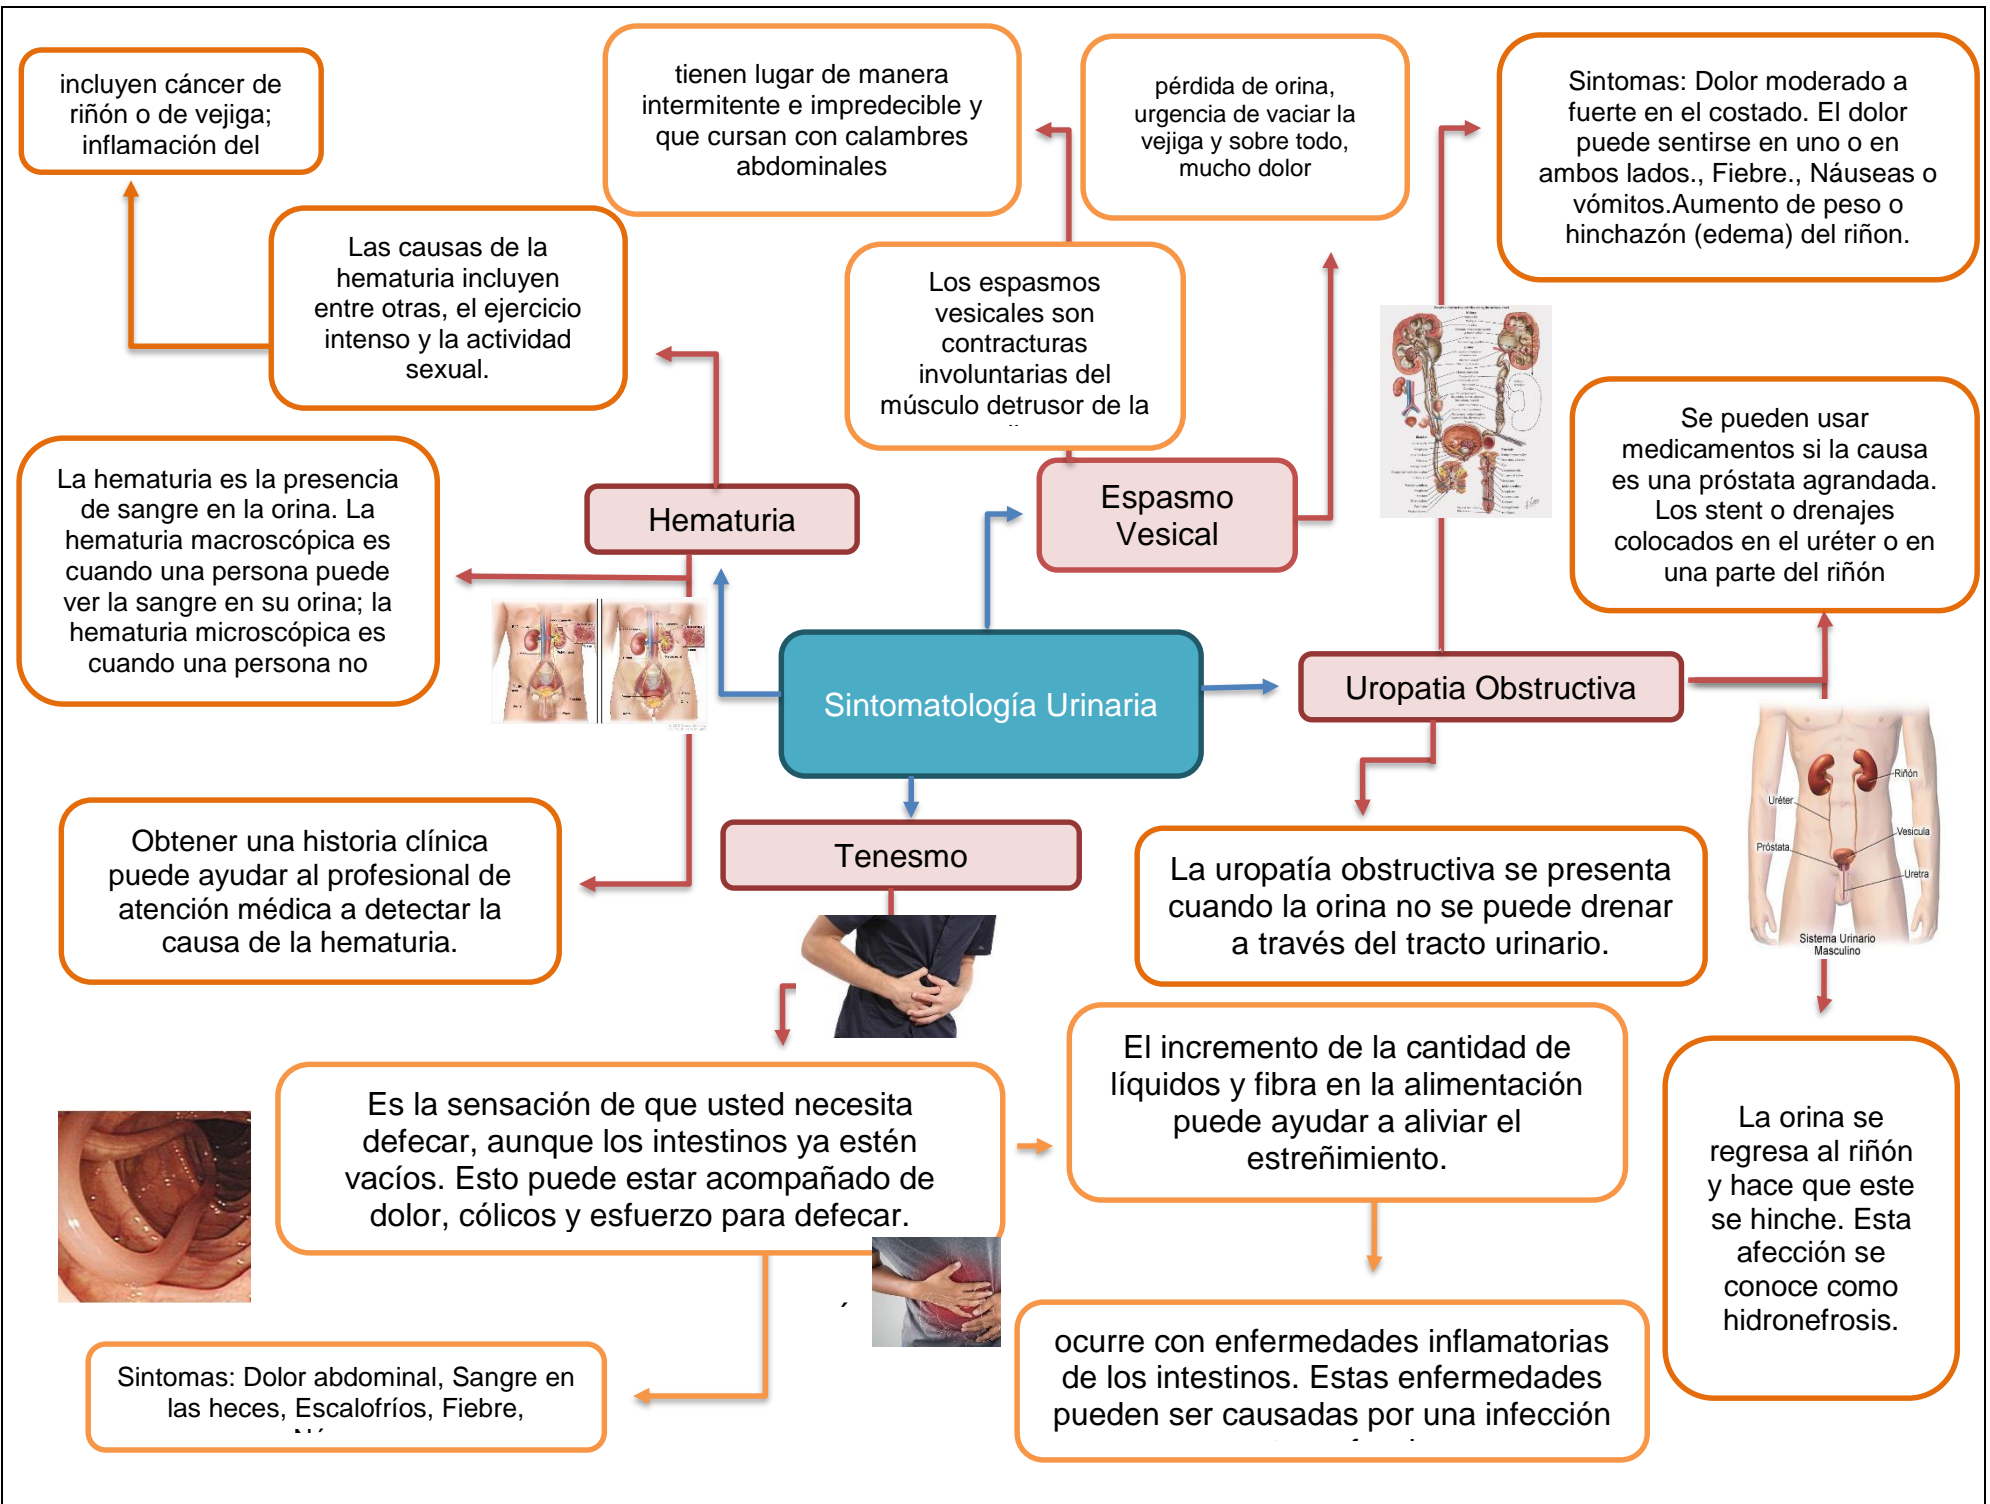 incluyen cáncer de
riñón o de vejiga;
inflamación del
tienen lugar de manera
intermitente e impredecible y
que cursan con calambres
abdominales
pérdida de orina,
urgencia de vaciar la
vejiga y sobre todo,
mucho dolor
Sintomas: Dolor moderado a
fuerte en el costado. El dolor
puede sentirse en uno o en
ambos lados., Fiebre., Náuseas o
vómitos.Aumento de peso o
hinchazón (edema) del riñon.
Las causas de la
hematuria incluyen
entre otras, el ejercicio
intenso y la actividad
sexual.
Los espasmos
vesicales son
contracturas
involuntarias del
músculo detrusor de la
Se pueden usar
medicamentos si la causa
es una próstata agrandada.
Los stent o drenajes
colocados en el uréter o en
una parte del riñón
La hematuria es la presencia
de sangre en la orina. La
hematuria macroscópica es
cuando una persona puede
ver la sangre en su orina; la
hematuria microscópica es
cuando una persona no
Hematuria
Espasmo
Vesical
Sintomatología Urinaria
Uropatia Obstructiva
Tenesmo
Obtener una historia clínica
puede ayudar al profesional de
atención médica a detectar la
causa de la hematuria.
La uropatía obstructiva se presenta
cuando la orina no se puede drenar
a través del tracto urinario.
Riñón
Uréter
Vesicula
Próstata
Uretra
Sistema Urinario
Masculino
Es la sensación de que usted necesita
defecar, aunque los intestinos ya estén
vacíos. Esto puede estar acompañado de
dolor, cólicos y esfuerzo para defecar.
El incremento de la cantidad de
líquidos y fibra en la alimentación
puede ayudar a aliviar el
estreñimiento.
La orina se
regresa al riñón
y hace que este
se hinche. Esta
afección se
conoce como
hidronefrosis.
Sintomas: Dolor abdominal, Sangre en
las heces, Escalofríos, Fiebre,
ocurre con enfermedades inflamatorias
de los intestinos. Estas enfermedades
pueden ser causadas por una infección